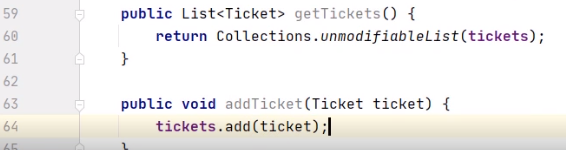 59 public List<Ticket> getTickets() {
60 return Collections.unmodifiableList(tickets);
61 }
62
63 public void addTicket(Ticket ticket) {
64 tickets.add(ticket);
65 }